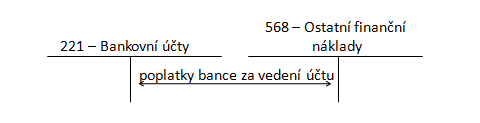 568 – Ostatní finanční
náklady
221 – Bankovní účty
poplatky bance za vedení účtu